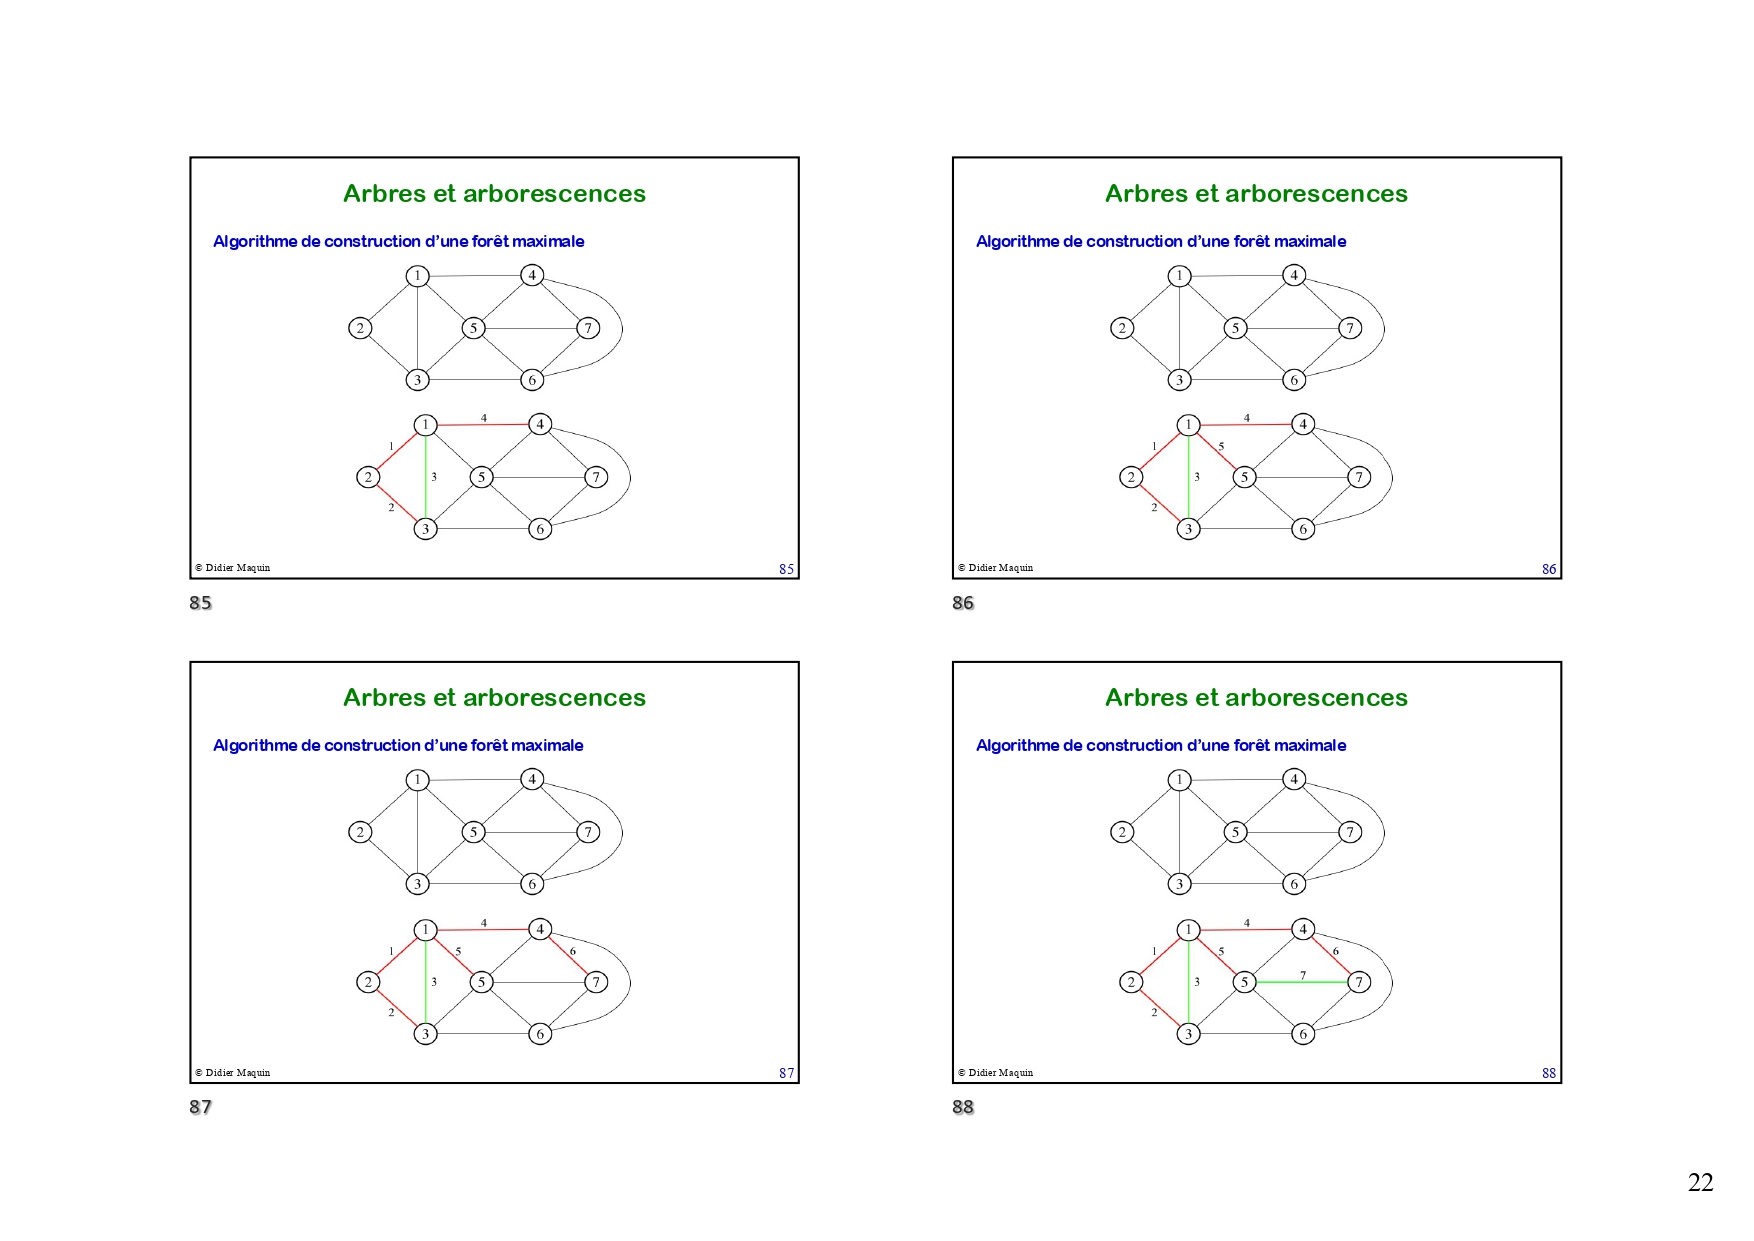 Arbres et arborescences
Algorithme de construction d'une forêt maximale
1 4
2 5 7
3 6
4
1 4
1
2 3 5 7
2
3 6
© Didier Maquin 85
85
Arbres et arborescences
Algorithme de construction d'une forêt maximale
1 4
2 5 7
3 6
4
1 4
1 5
2 3 5 7
2
3 6
© Didier Maquin 86
86
Arbres et arborescences
Algorithme de construction d'une forêt maximale
1 4
2 5 7
3 6
4
1 4
1 5 6
2 3 5 7
2
3 6
© Didier Maquin 87
87
Arbres et arborescences
Algorithme de construction d'une forêt maximale
1 4
2 5 7
3 6
4
1 4
1 5 6
7
2 3 5 7
2
3 6
© Didier Maquin 88
88
22